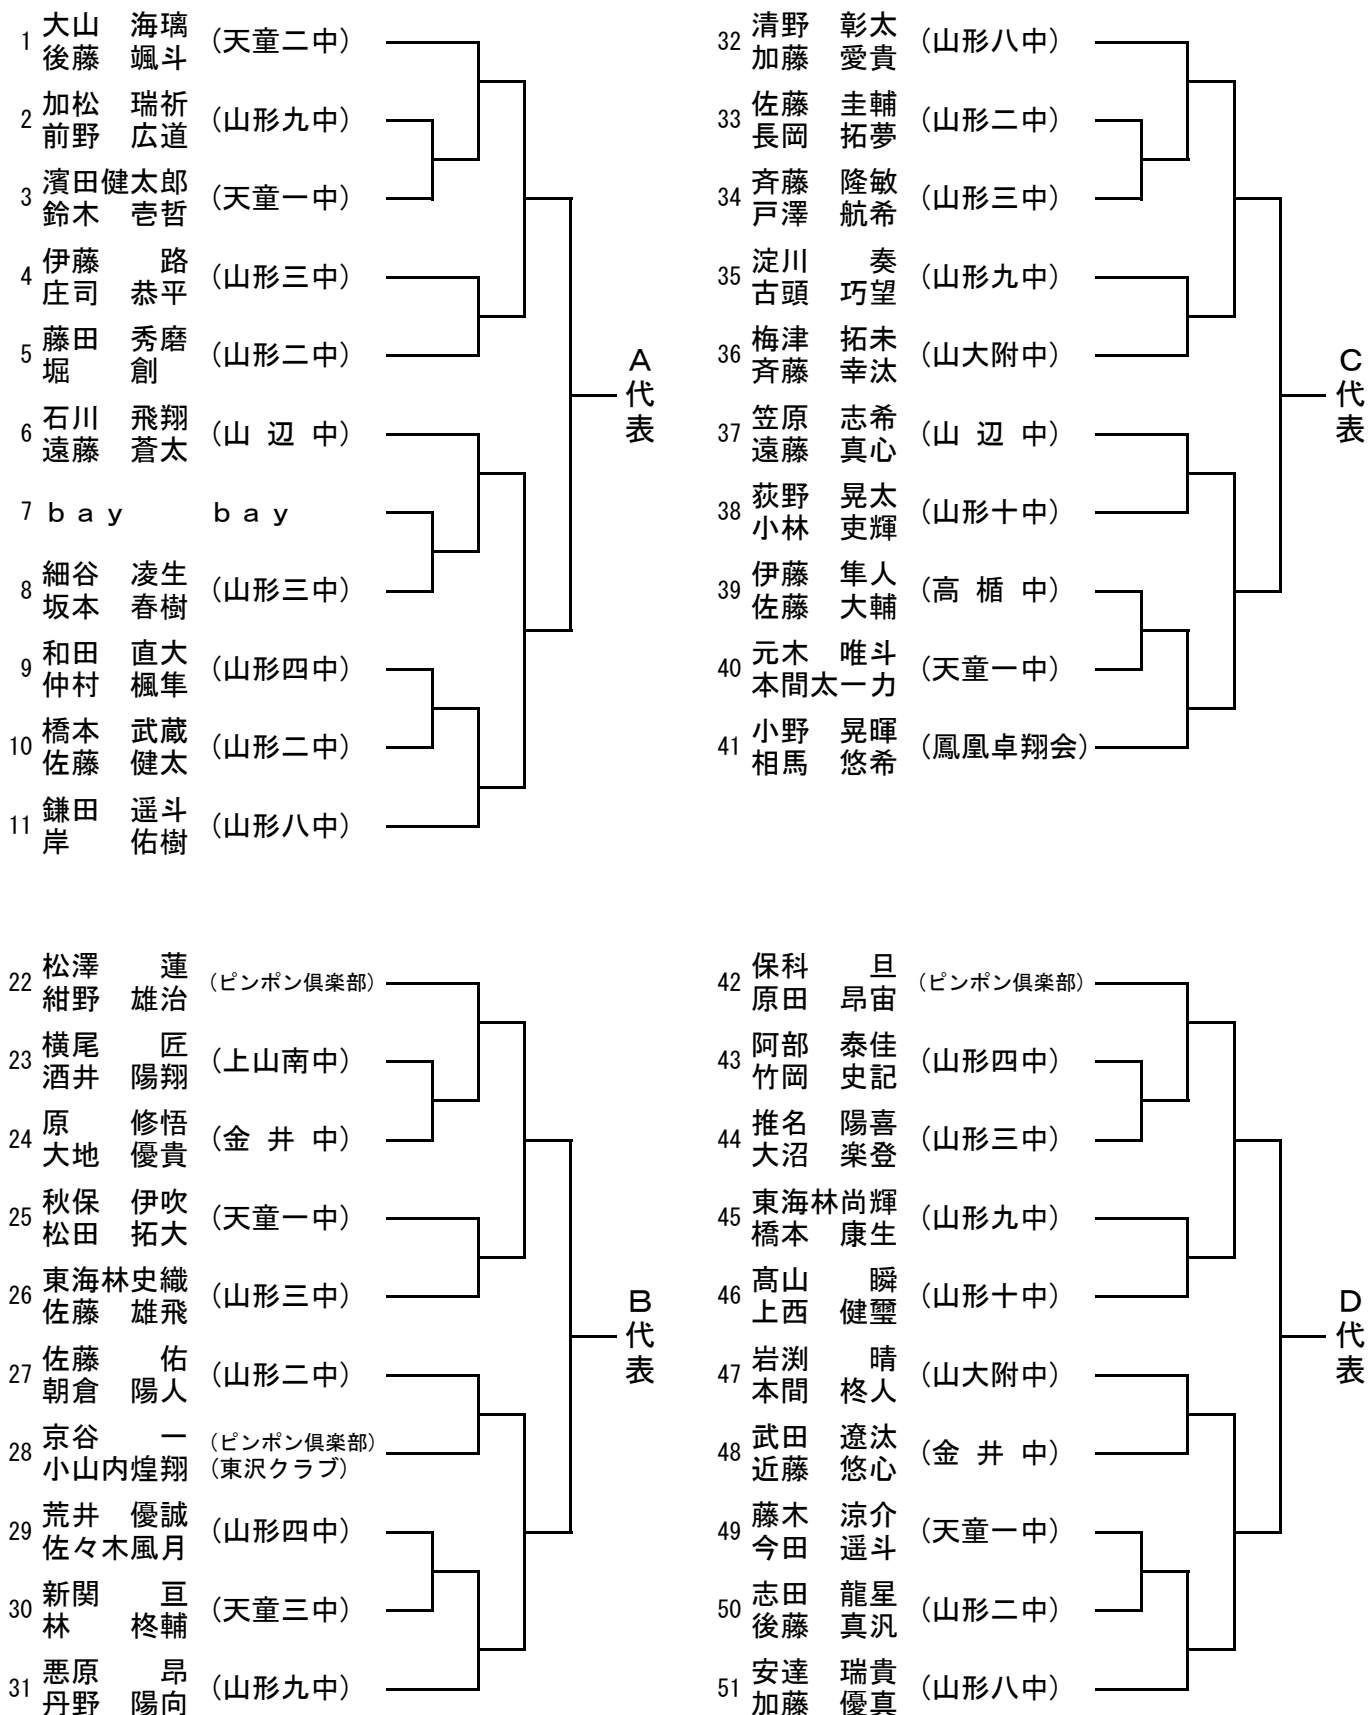 1 大山 海璃 (天童二中)
後藤 颯斗
2 加松 瑞祈 (山形九中)
前野 広道
3 濱田健太郎 (天童一中)
鈴木 壱哲
4 伊藤 路 (山形三中)
庄司 恭平
5 藤田 秀磨 (山形二中)
堀 創
6 石川 飛翔 (山 辺 中)
遠藤 蒼太
7 ｂａｙ ｂａｙ
8 細谷 凌生 (山形三中)
坂本 春樹
9 和田 直大 (山形四中)
仲村 楓隼
10 橋本 武蔵 (山形二中)
佐藤 健太
11 鎌田 遥斗 (山形八中)
岸 佑樹
Ａ代表
22 松澤 蓮 (ピンポン倶楽部)
紺野 雄治
23 横尾 匠 (上山南中)
酒井 陽翔
24 原 修悟 (金 井 中)
大地 優貴
25 秋保 伊吹 (天童一中)
松田 拓大
26 東海林史織 (山形三中)
佐藤 雄飛
27 佐藤 佑 (山形二中)
朝倉 陽人
28 京谷 一 (ピンポン倶楽部)
小山内煌翔 (東沢クラブ)
29 荒井 優誠 (山形四中)
佐々木風月
30 新関 亘 (天童三中)
林 柊輔
31 悪原 昂 (山形九中)
丹野 陽向
Ｂ代表
32 清野 彰太 (山形八中)
加藤 愛貴
33 佐藤 圭輔 (山形二中)
長岡 拓夢
34 斉藤 隆敏 (山形三中)
戸澤 航希
35 淀川 奏 (山形九中)
古頭 巧望
36 梅津 拓未 (山大附中)
斉藤 幸汰
37 笠原 志希 (山 辺 中)
遠藤 真心
38 荻野 晃太 (山形十中)
小林 吏輝
39 伊藤 隼人 (高 楯 中)
佐藤 大輔
40 元木 唯斗 (天童一中)
本間太一力
41 小野 晃暉 (鳳凰卓翔会)
相馬 悠希
Ｃ代表
42 保科 旦 (ピンポン倶楽部)
原田 昂宙
43 阿部 泰佳 (山形四中)
竹岡 史記
44 推名 陽喜 (山形三中)
大沼 楽登
45 東海林尚輝 (山形九中)
橋本 康生
46 髙山 瞬 (山形十中)
上西 健璽
47 岩渕 晴 (山大附中)
本間 柊人
48 武田 遼汰 (金 井 中)
近藤 悠心
49 藤木 涼介 (天童一中)
今田 遥斗
50 志田 龍星 (山形二中)
後藤 真汎
51 安達 瑞貴 (山形八中)
加藤 優真
Ｄ代表